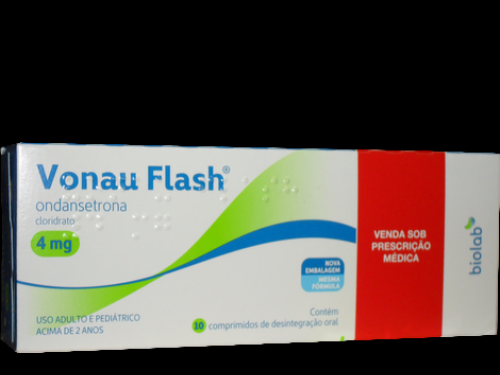 Vonau Flash®
ondansetrona
cloridrato
4 mg
NOVA
EMBALAGEM
MESMA
FÓRMULA
USO ADULTO E PEDIÁTRICO
ACIMA DE 2 ANOS
Contém
10 comprimidos de desintegração oral
VENDA SOB
PRESCRIÇÃO
MÉDICA
biolab